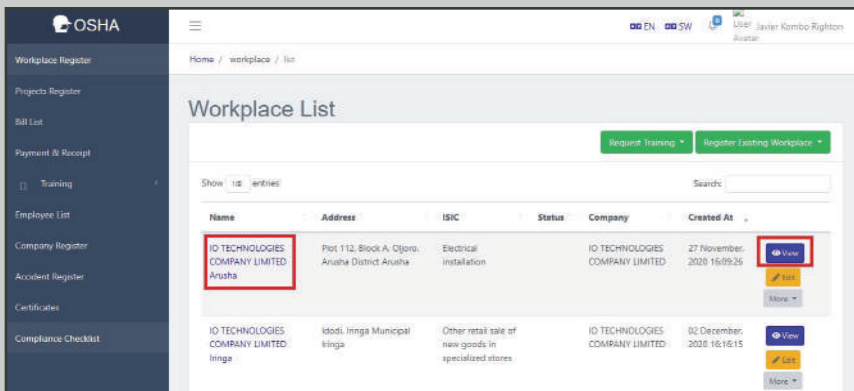 OSHA
EN SW
User Javier Kombo Righton
Avatar
Workplace Register
Home / workplace / list
Projects Register
Workplace List
Bill List
Request Training
Register Existing Workplace
Payment & Receipt
Training
Show entries
Search:
Employee List
Name Address ISIC Status Company Created At
Company Register
Accident Register
Certificates
Compliance Checklist
IO TECHNOLOGIES
COMPANY LIMITED
Arusha
Plot 112, Block A, Oljoro,
Arusha District Arusha
Electrical
installation
IO TECHNOLOGIES
COMPANY LIMITED
27 November,
2020 16:09:26
View
Edit
More
IO TECHNOLOGIES
COMPANY LIMITED
Iringa
Idodi, Iringa Municipal
Iringa
Other retail sale of
new goods in
specialized stores
IO TECHNOLOGIES
COMPANY LIMITED
02 December,
2020 16:16:15
View
Edit
More